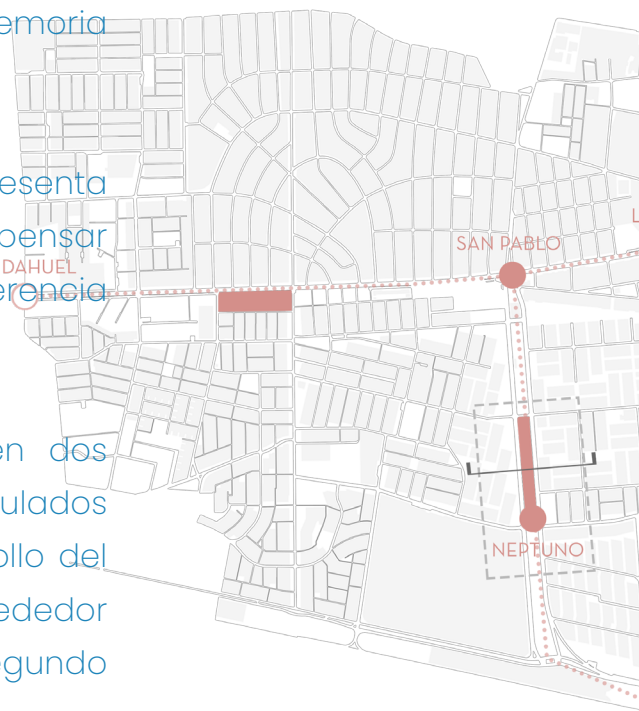 emoria
esenta
pensar
DAHUEL
erencia
SAN PABLO
L
en dos
ulados
ollo del
NEPTUNO
ededor
egundo